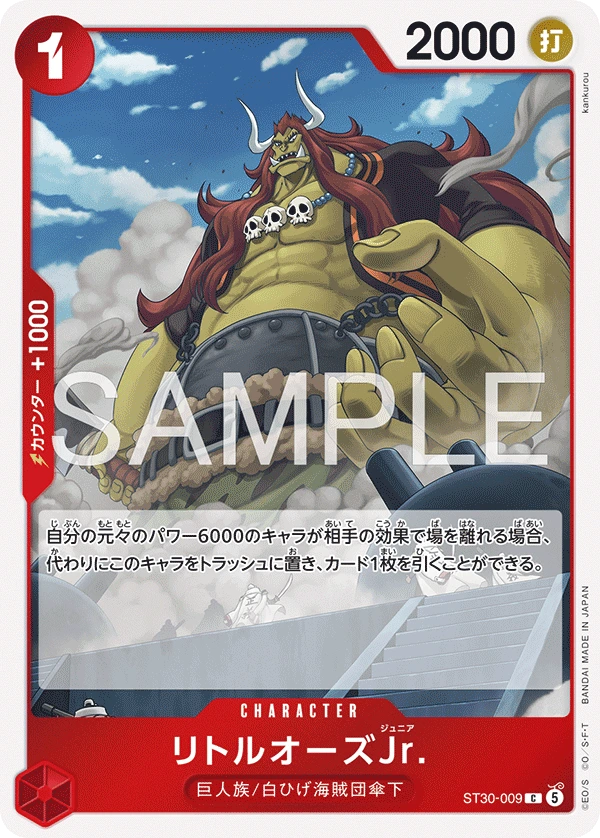 1
2000
打
kankurou
カウンター +1000
SAMPLE
自分の元々のパワー6000のキャラが相手の効果で場を離れる場合、
代わりにこのキャラをトラッシュに置き、カード1枚を引くことができる。
CHARACTER
ジュニア
リトルオーズJr.
巨人族/白ひげ海賊団傘下
ST30-009 C 5
©E.O/S ©O/S・F・T BANDAI MADE IN JAPAN